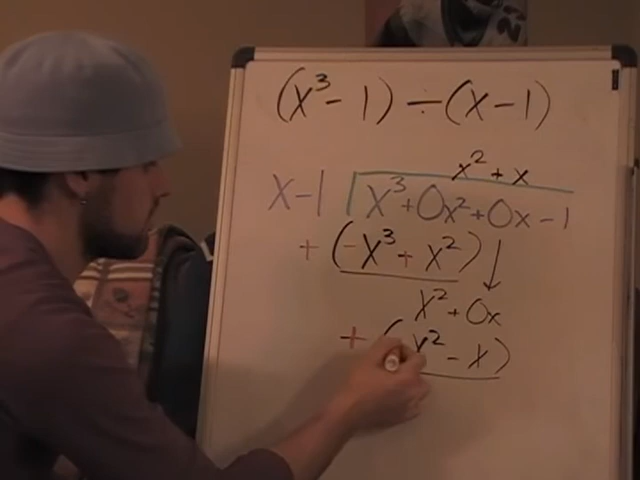 (x³ - 1) ÷ (x - 1)
x² + x
x - 1 x³ + 0x² + 0x - 1
+ (-x³ + x²)
x² + 0x
+ ( x² - x)